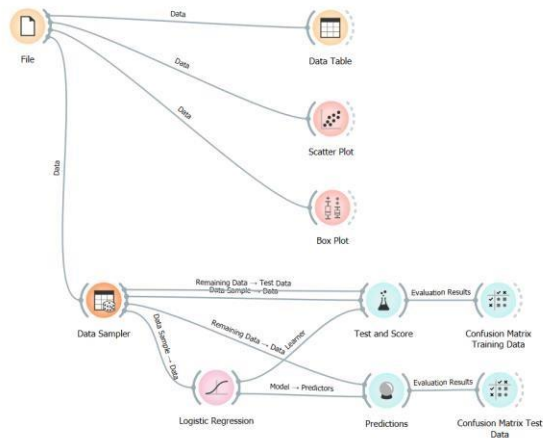 Data
File
Data Table
Data
Scatter Plot
Data
Box Plot
Data
Remaining Data → Test Data
Data Sample → Data
Evaluation Results
Data Sampler
Test and Score
Confusion Matrix
Training Data
Data Sample → Data
Remaining Data → Data
Learner
Model → Predictors
Evaluation Results
Logistic Regression
Predictions
Confusion Matrix Test
Data